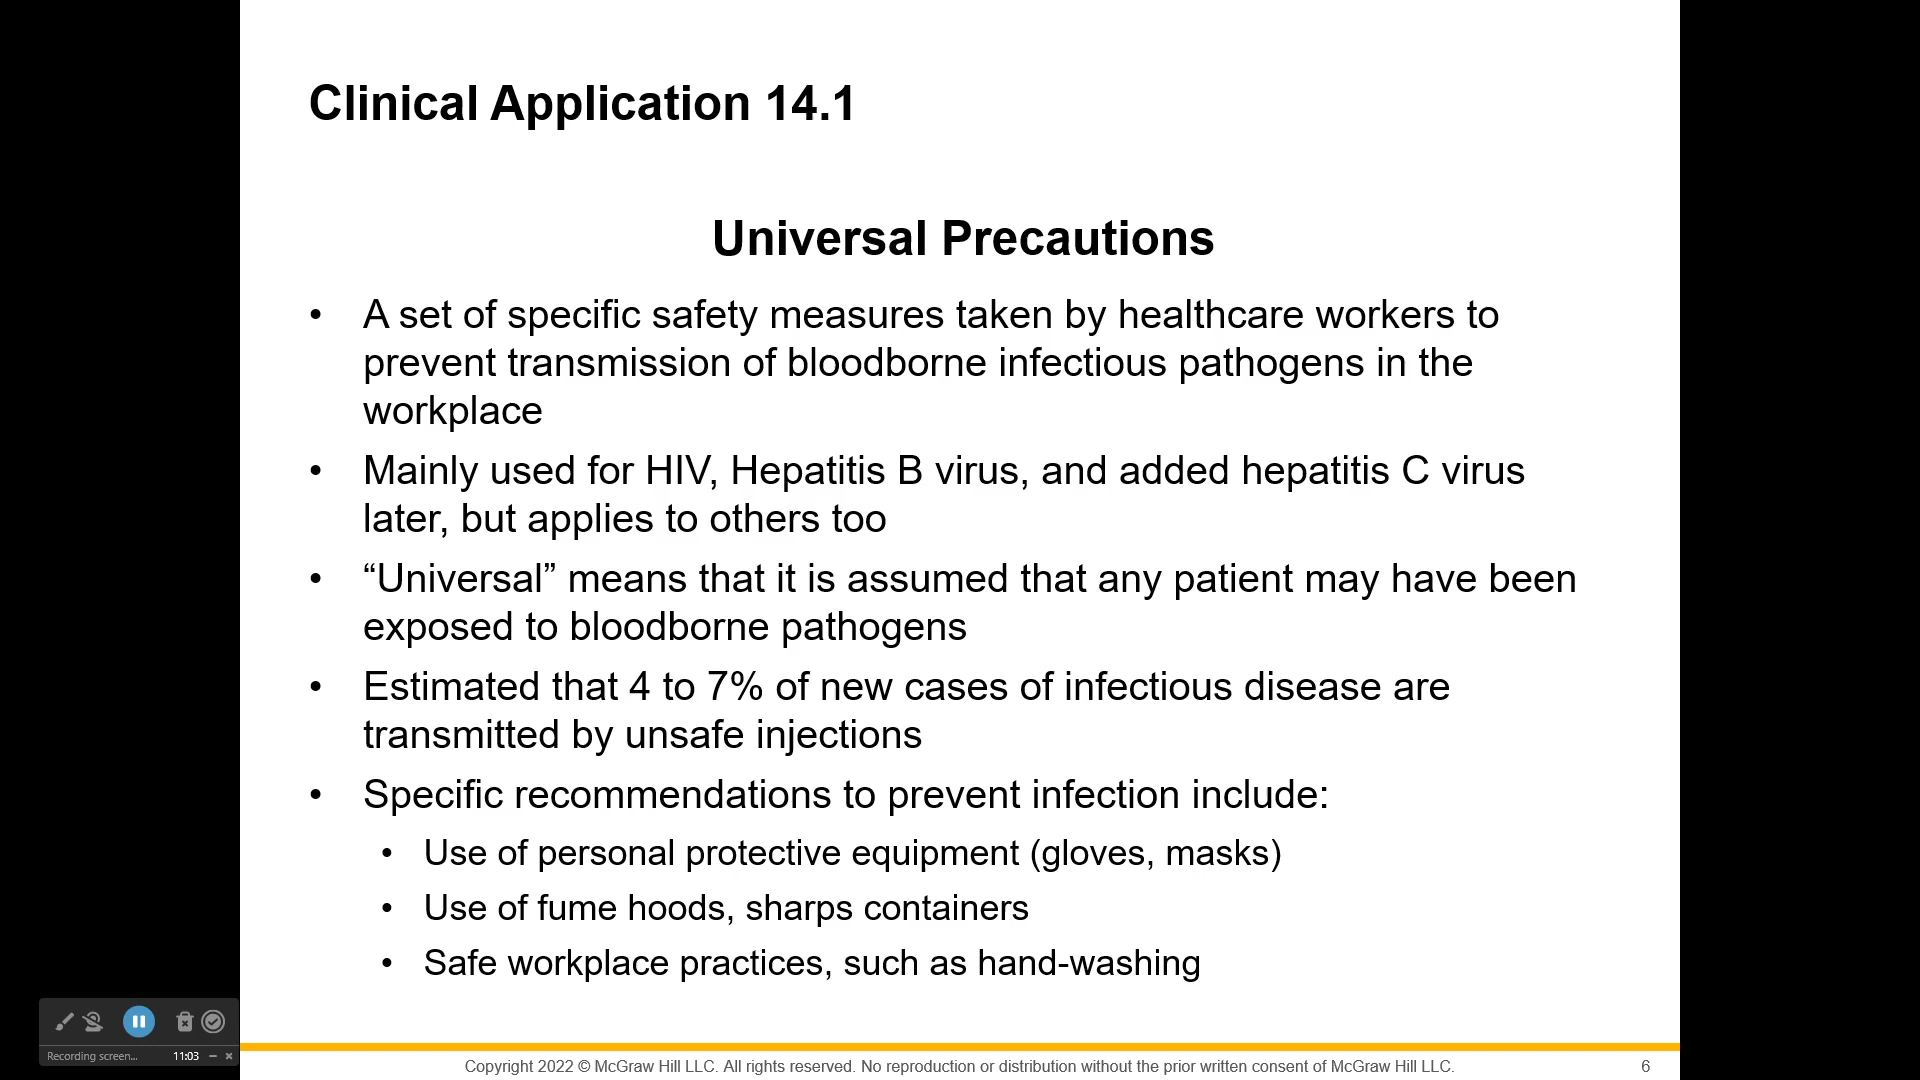 Clinical Application 14.1
Universal Precautions
• A set of specific safety measures taken by healthcare workers to
prevent transmission of bloodborne infectious pathogens in the
workplace
• Mainly used for HIV, Hepatitis B virus, and added hepatitis C virus
later, but applies to others too
• “Universal” means that it is assumed that any patient may have been
exposed to bloodborne pathogens
• Estimated that 4 to 7% of new cases of infectious disease are
transmitted by unsafe injections
• Specific recommendations to prevent infection include:
• Use of personal protective equipment (gloves, masks)
• Use of fume hoods, sharps containers
• Safe workplace practices, such as hand-washing
Recording screen... 11:03
Copyright 2022 © McGraw Hill LLC. All rights reserved. No reproduction or distribution without the prior written consent of McGraw Hill LLC. 6